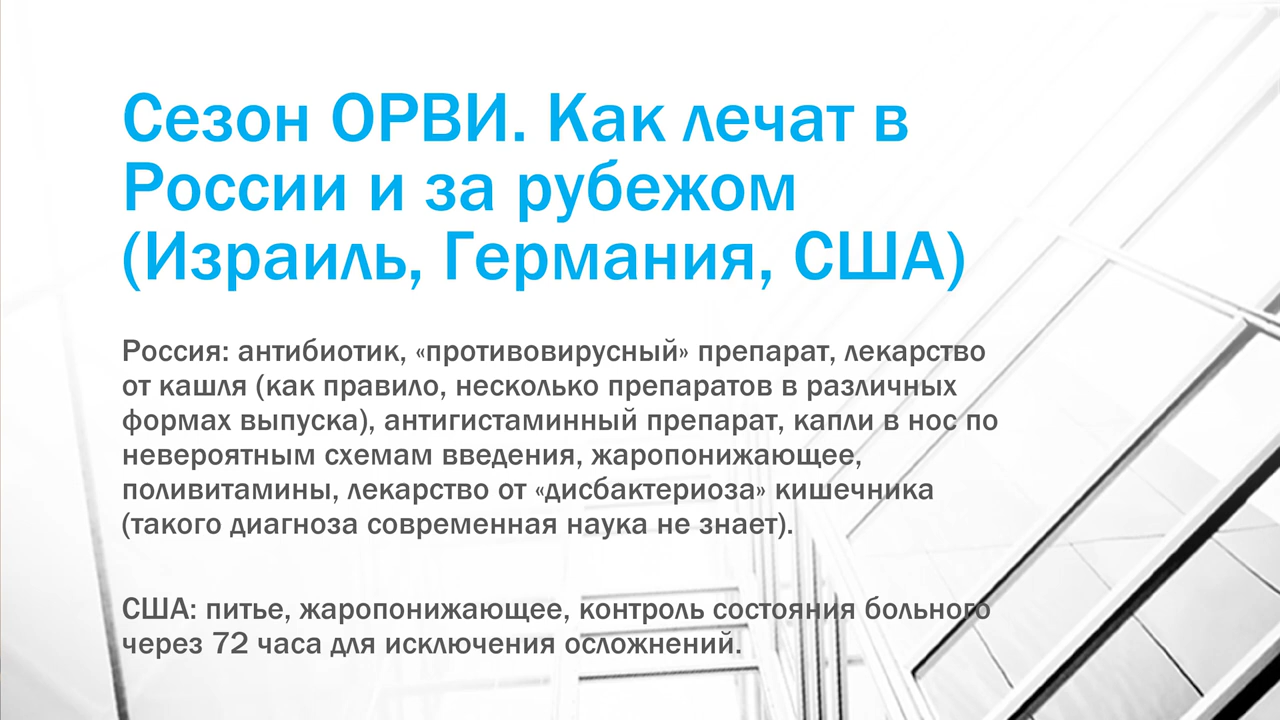 Сезон ОРВИ. Как лечат в
России и за рубежом
(Израиль, Германия, США)
Россия: антибиотик, «противовирусный» препарат, лекарство
от кашля (как правило, несколько препаратов в различных
формах выпуска), антигистаминный препарат, капли в нос по
невероятным схемам введения, жаропонижающее,
поливитамины, лекарство от «дисбактериоза» кишечника
(такого диагноза современная наука не знает).
США: питье, жаропонижающее, контроль состояния больного
через 72 часа для исключения осложнений.